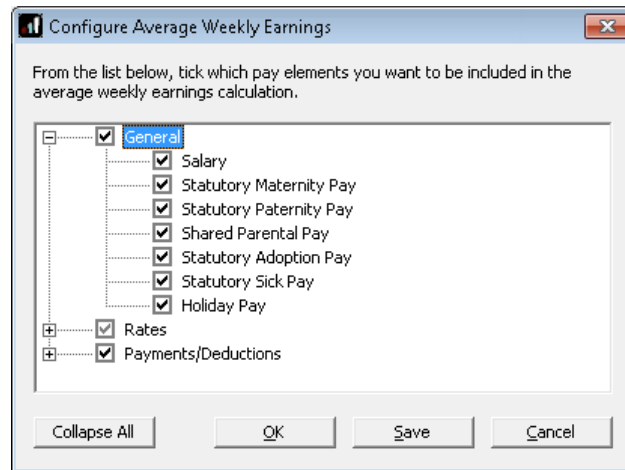 Configure Average Weekly Earnings
From the list below, tick which pay elements you want to be included in the
average weekly earnings calculation.
General
Salary
Statutory Maternity Pay
Statutory Paternity Pay
Shared Parental Pay
Statutory Adoption Pay
Statutory Sick Pay
Holiday Pay
Rates
Payments/Deductions
Collapse All OK Save Cancel